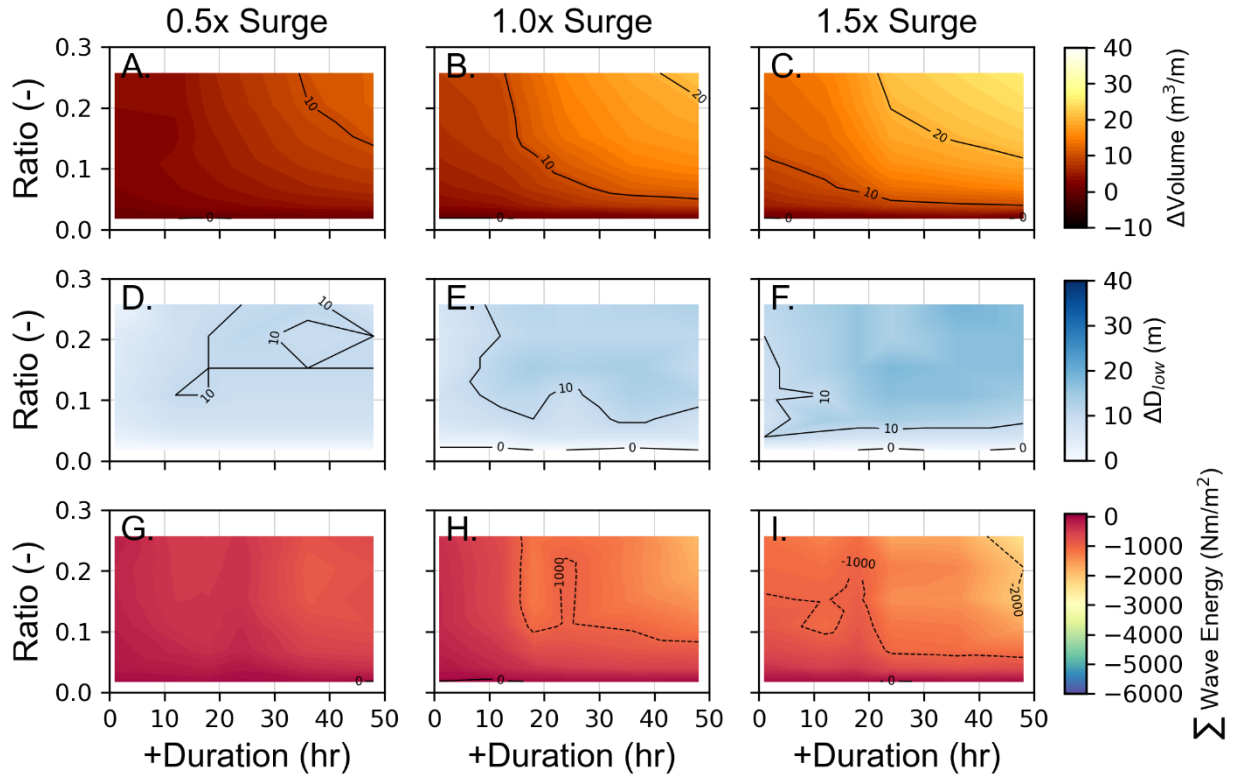 0.5x Surge 1.0x Surge 1.5x Surge
0.3 A. B. C. 40
0.2 10 20 20 30
Ratio (-) 20 ΔVolume (m³/m)
0.1 10 10 10
0
0.0 0 0 0 0 -10
0.3 D. E. F. 40
0.2 10 10 30
Ratio (-) 10 10 10 20 ΔD_low (m)
0.1 10 10
0.0 0 0 0 0 0
0.3 G. H. I. 0
0.2 1000 -1000 -2000 -1000
Ratio (-) -2000
-3000
0.1 -4000
-5000
0.0 0 0 0 -6000
∑ Wave Energy (Nm/m²)
0 10 20 30 40 50 0 10 20 30 40 50 0 10 20 30 40 50
+Duration (hr) +Duration (hr) +Duration (hr)